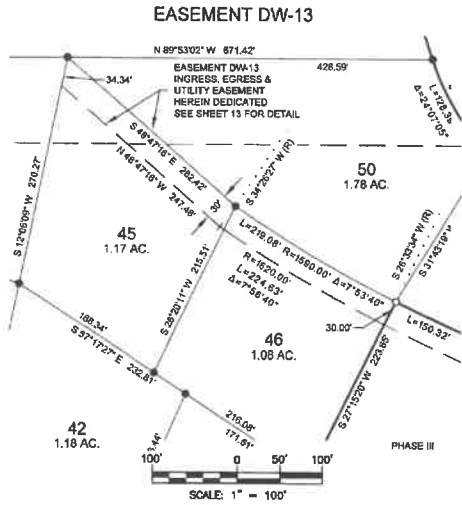 EASEMENT DW-13
N 89°53'02" W 671.42'
428.59'
34.34'
EASEMENT DW-13
INGRESS, EGRESS &
UTILITY EASEMENT
HEREIN DEDICATED
SEE SHEET 13 FOR DETAIL
Δ=24°07'05"
S 48°47'16" E 282.42'
N 48°47'16" W 247.46'
S 34°26'27" W (R)
50
1.78 AC.
S 12°06'09" W 270.27'
45
1.17 AC.
30'
L=219.08' R=1590.00' Δ=7°53'40"
R=1620.00'
L=224.63'
Δ=7°56'40"
S 26°33'34" W (R)
S 31°43'19" W
S 28°20'11" W 215.51'
30.00'
L=150.32'
46
1.08 AC.
S 27°15'20" W 223.85'
188.34'
S 57°17'27" E 232.81'
42
1.18 AC.
216.08'
171.61'
3.44'
PHASE III
100' 0 50' 100'
SCALE: 1" = 100'